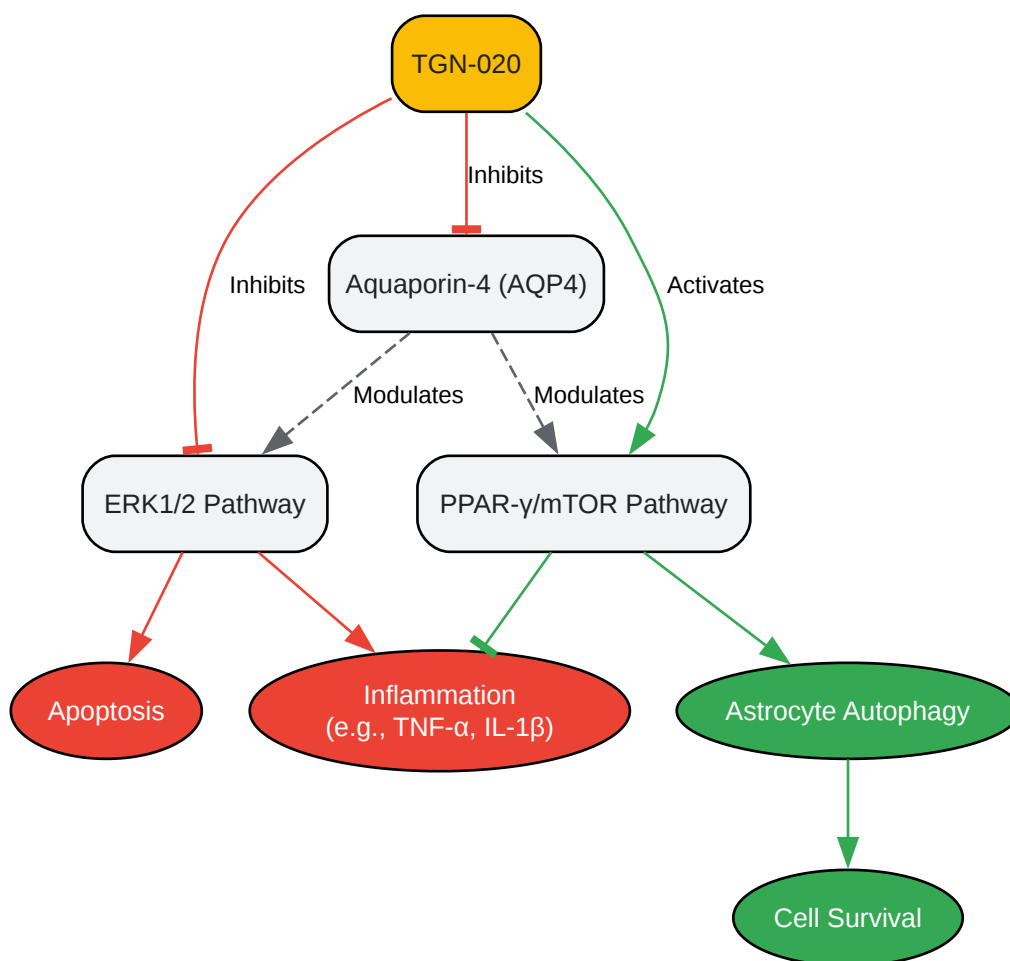 TGN-020
Inhibits
Aquaporin-4 (AQP4)
Inhibits
Activates
Modulates
Modulates
ERK1/2 Pathway
PPAR-γ/mTOR Pathway
Apoptosis
Inflammation
(e.g., TNF-α, IL-1β)
Astrocyte Autophagy
Cell Survival